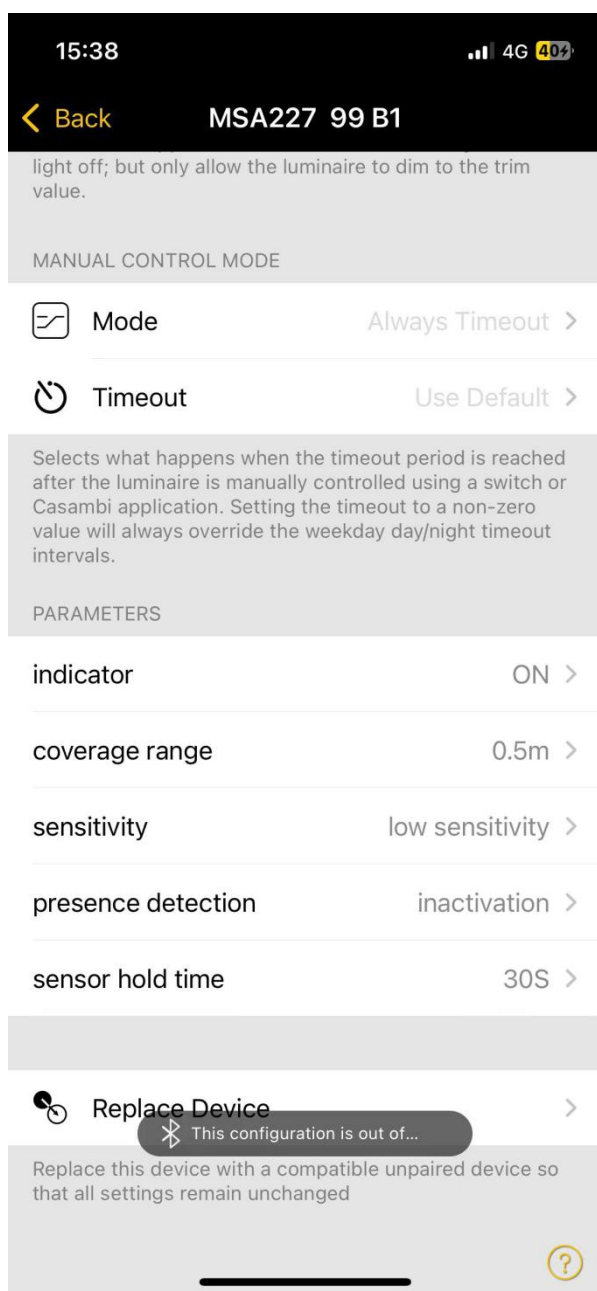 15:38 4G 40
Back MSA227 99 B1
light off; but only allow the luminaire to dim to the trim
value.
MANUAL CONTROL MODE
Mode Always Timeout
Timeout Use Default
Selects what happens when the timeout period is reached
after the luminaire is manually controlled using a switch or
Casambi application. Setting the timeout to a non-zero
value will always override the weekday day/night timeout
intervals.
PARAMETERS
indicator ON
coverage range 0.5m
sensitivity low sensitivity
presence detection inactivation
sensor hold time 30S
Replace Device
This configuration is out of...
Replace this device with a compatible unpaired device so
that all settings remain unchanged
?